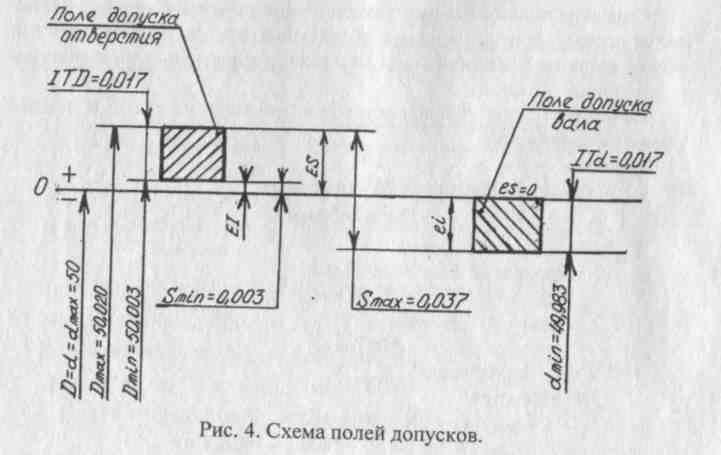 Поле допуска
отверстия
ITD=0,017
Поле допуска
вала
ITd=0,017
es=0
ES
+
0
−
EI
ei
Smin=0,003
Smax=0,037
D=d=dmax=50
Dmax=50,020
Dmin=50,003
dmin=49,983
Рис. 4. Схема полей допусков.